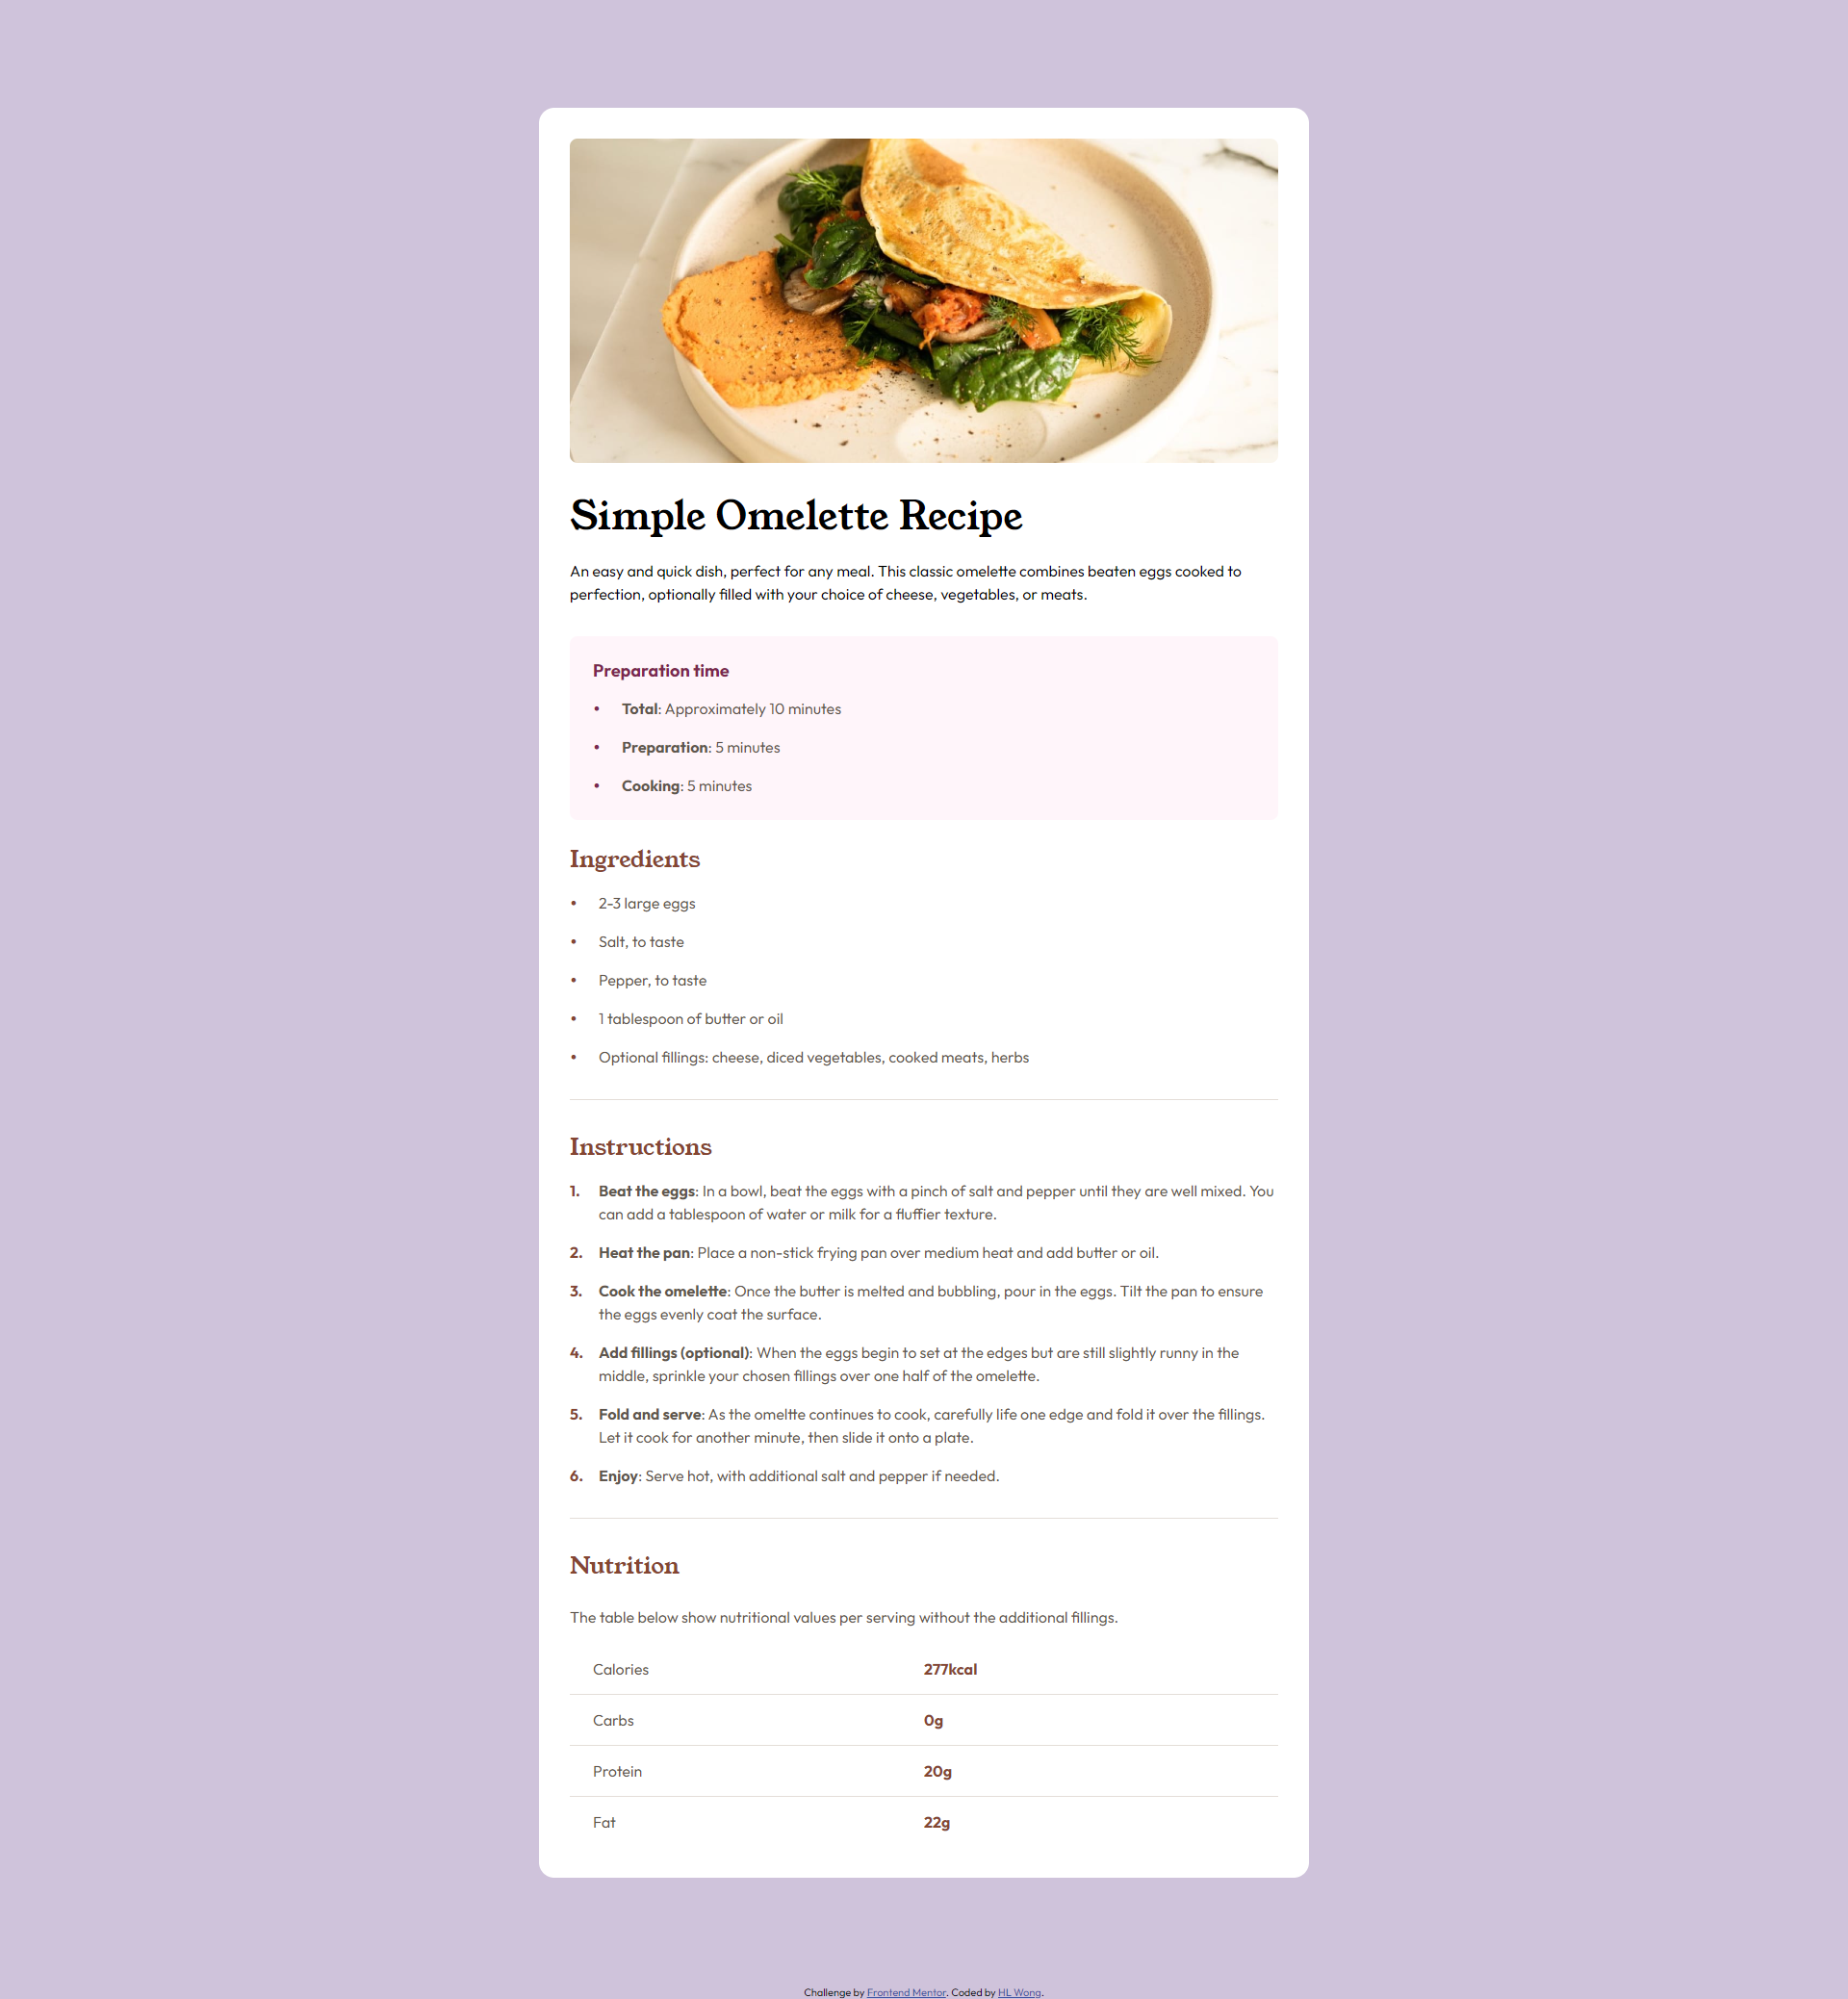 Simple Omelette Recipe
An easy and quick dish, perfect for any meal. This classic omelette combines beaten eggs cooked to
perfection, optionally filled with your choice of cheese, vegetables, or meats.
Preparation time
• Total: Approximately 10 minutes
• Preparation: 5 minutes
• Cooking: 5 minutes
Ingredients
• 2-3 large eggs
• Salt, to taste
• Pepper, to taste
• 1 tablespoon of butter or oil
• Optional fillings: cheese, diced vegetables, cooked meats, herbs
Instructions
1. Beat the eggs: In a bowl, beat the eggs with a pinch of salt and pepper until they are well mixed. You
can add a tablespoon of water or milk for a fluffier texture.
2. Heat the pan: Place a non-stick frying pan over medium heat and add butter or oil.
3. Cook the omelette: Once the butter is melted and bubbling, pour in the eggs. Tilt the pan to ensure
the eggs evenly coat the surface.
4. Add fillings (optional): When the eggs begin to set at the edges but are still slightly runny in the
middle, sprinkle your chosen fillings over one half of the omelette.
5. Fold and serve: As the omeltte continues to cook, carefully life one edge and fold it over the fillings.
Let it cook for another minute, then slide it onto a plate.
6. Enjoy: Serve hot, with additional salt and pepper if needed.
Nutrition
The table below show nutritional values per serving without the additional fillings.
Calories 277kcal
Carbs 0g
Protein 20g
Fat 22g
Challenge by Frontend Mentor. Coded by HL Wong.